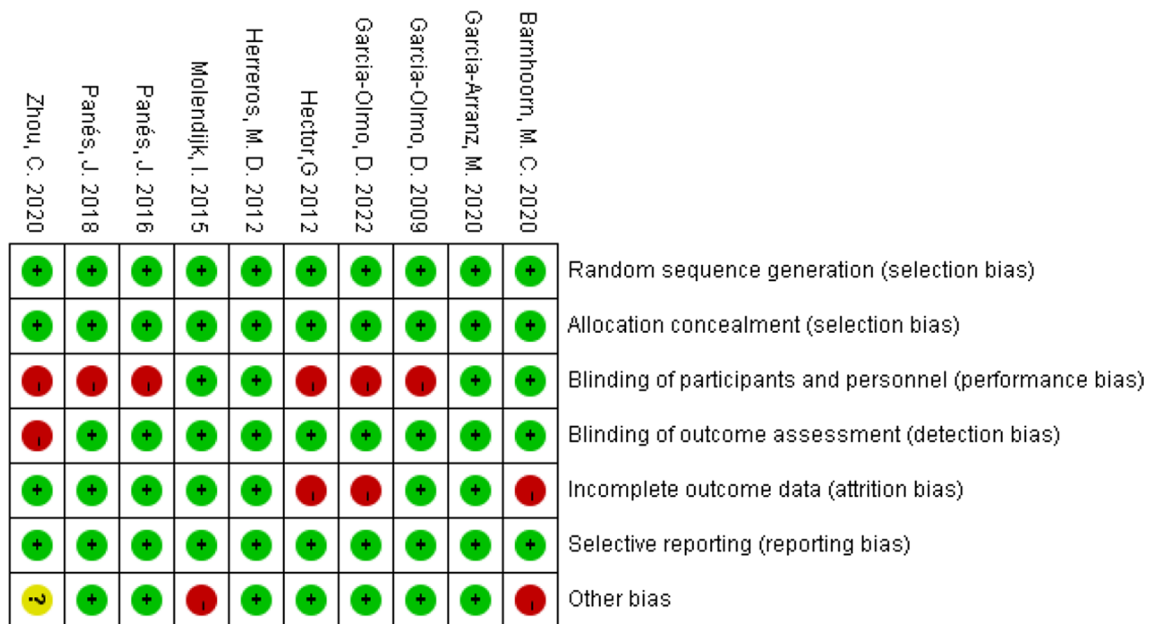 Barnhoorn, M. C. 2020
Garcia-Arranz, M. 2020
Garcia-Olmo, D. 2009
Garcia-Olmo, D. 2022
Hector,G 2012
Herreros, M. D. 2012
Molendijk, I. 2015
Panés, J. 2016
Panés, J. 2018
Zhou, C. 2020
+ + + + + + + + + + Random sequence generation (selection bias)
+ + + + + + + + + + Allocation concealment (selection bias)
- - - + + - - - + + Blinding of participants and personnel (performance bias)
- + + + + + + + + + Blinding of outcome assessment (detection bias)
+ + + + + - - + + - Incomplete outcome data (attrition bias)
+ + + + + + + + + + Selective reporting (reporting bias)
? + + - + + + + + - Other bias